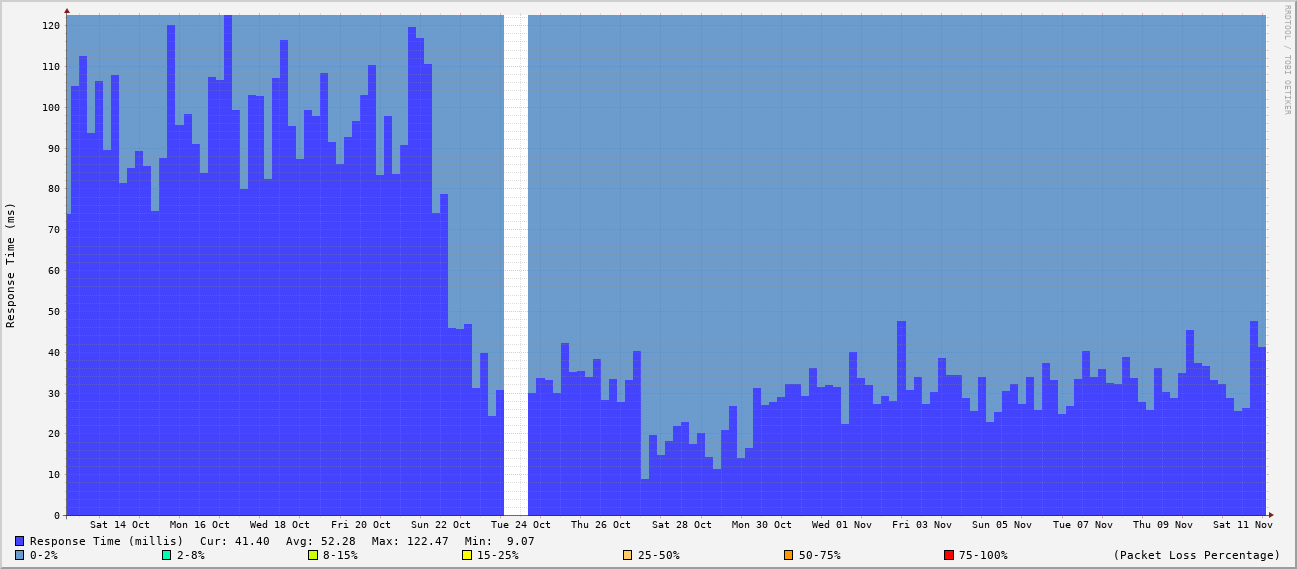 RRDTOOL / TOBI OETIKER
Response Time (ms)
120
110
100
90
80
70
60
50
40
30
20
10
0
Sat 14 Oct Mon 16 Oct Wed 18 Oct Fri 20 Oct Sun 22 Oct Tue 24 Oct Thu 26 Oct Sat 28 Oct Mon 30 Oct Wed 01 Nov Fri 03 Nov Sun 05 Nov Tue 07 Nov Thu 09 Nov Sat 11 Nov
Response Time (millis) Cur: 41.40 Avg: 52.28 Max: 122.47 Min: 9.07
0-2% 2-8% 8-15% 15-25% 25-50% 50-75% 75-100% (Packet Loss Percentage)